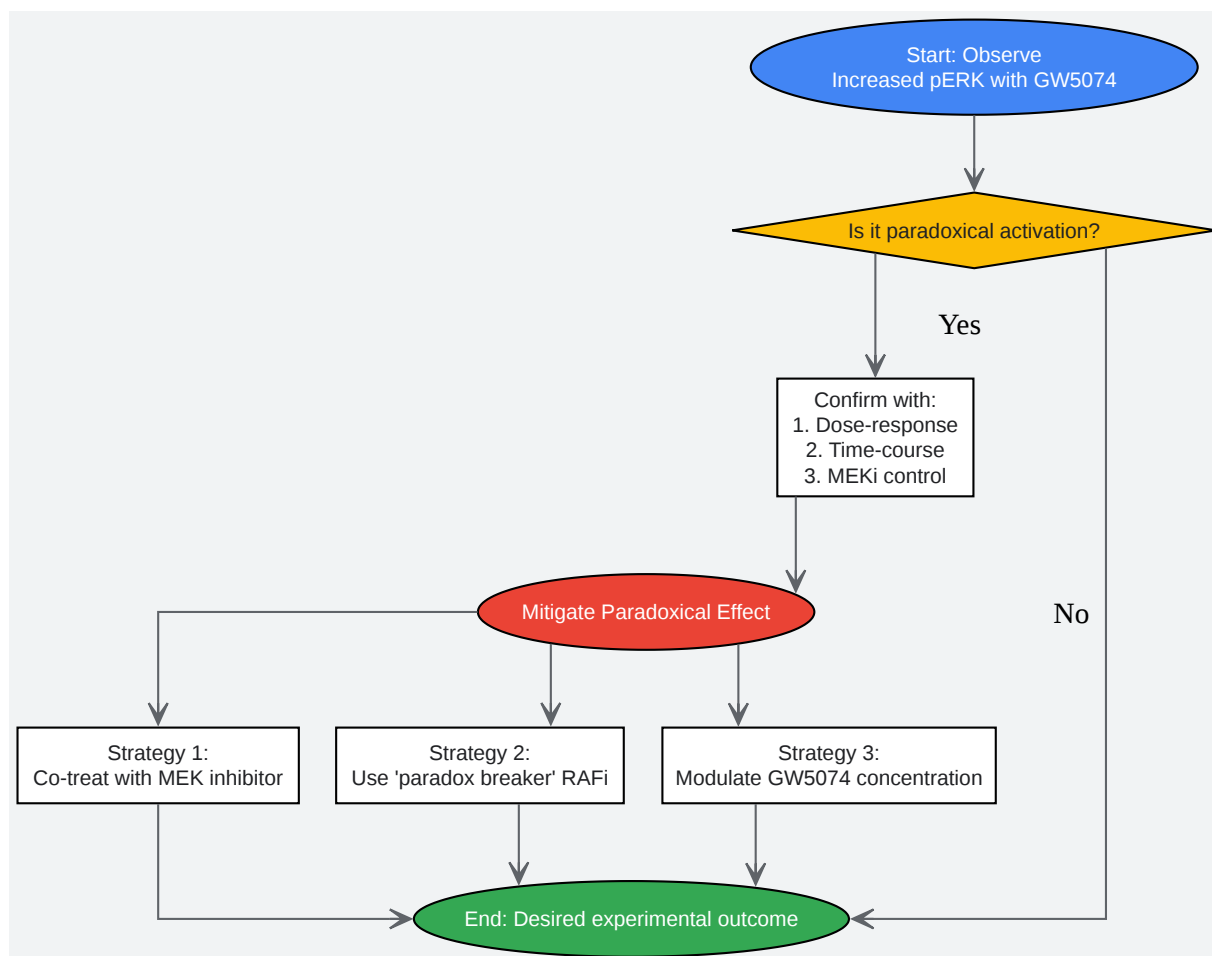 Start: Observe
Increased pERK with GW5074
Is it paradoxical activation?
Yes
Confirm with:
1. Dose-response
2. Time-course
3. MEKi control
Mitigate Paradoxical Effect
No
Strategy 1:
Co-treat with MEK inhibitor
Strategy 2:
Use 'paradox breaker' RAFi
Strategy 3:
Modulate GW5074 concentration
End: Desired experimental outcome